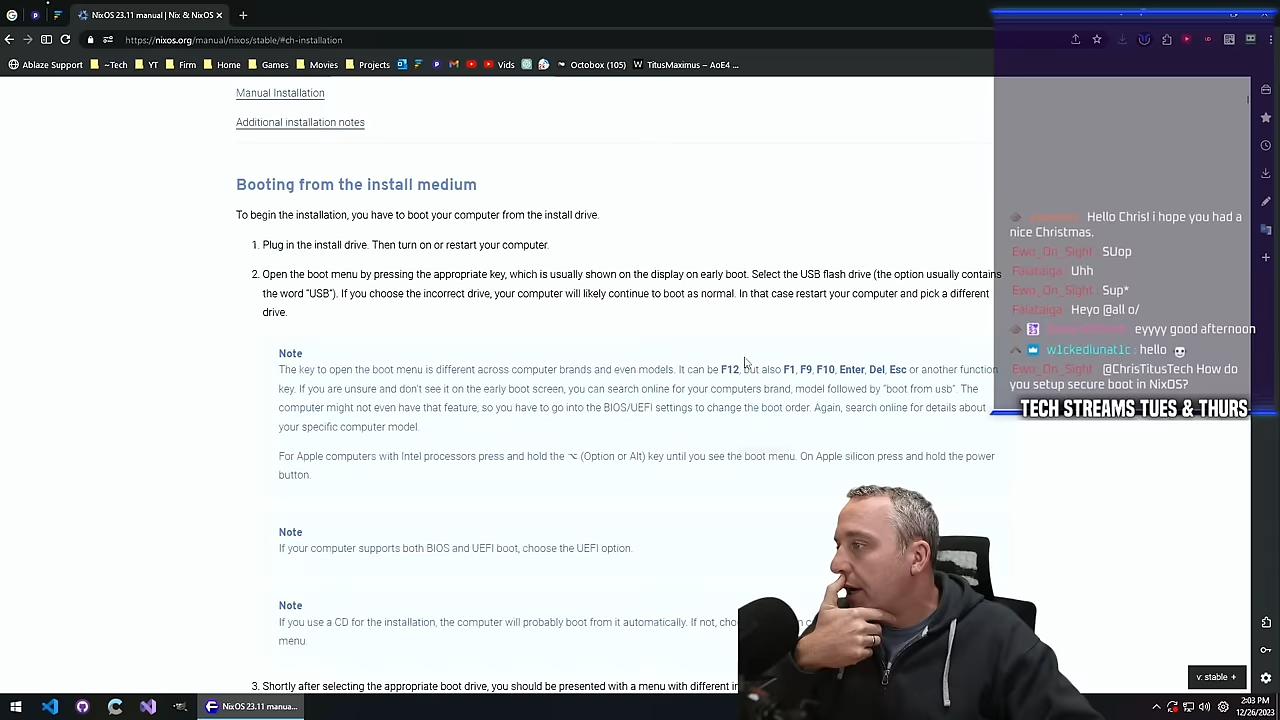 NixOS 23.11 manual | Nix & NixOS
https://nixos.org/manual/nixos/stable/#ch-installation
Ablaze Support
~Tech
YT
Firm
Home
Games
Movies
Projects
Vids
Octobox (105)
TitusMaximus – AoE4 ...
Manual Installation
Additional installation notes
Booting from the install medium
To begin the installation, you have to boot your computer from the install drive.
1. Plug in the install drive. Then turn on or restart your computer.
2. Open the boot menu by pressing the appropriate key, which is usually shown on the display on early boot. Select the USB flash drive (the option usually contains
the word "USB"). If you choose the incorrect drive, your computer will likely continue to boot as normal. In that case restart your computer and pick a different
drive.
Note
The key to open the boot menu is different across computer brands and even models. It can be F12, but also F1, F9, F10, Enter, Del, Esc or another function
key. If you are unsure and don't see it on the early boot screen, you can search online for your computers brand, model followed by "boot from usb". The
computer might not even have that feature, so you have to go into the BIOS/UEFI settings to change the boot order. Again, search online for details about
your specific computer model.
For Apple computers with Intel processors press and hold the ⌥ (Option or Alt) key until you see the boot menu. On Apple silicon press and hold the power
button.
Note
If your computer supports both BIOS and UEFI boot, choose the UEFI option.
Note
If you use a CD for the installation, the computer will probably boot from it automatically. If not,
menu.
3. Shortly after selecting the appropriate boot drive, you should be presented with a menu with different
Hello Chris! i hope you had a
nice Christmas.
Ewo_On_Sight: SUop
Falataiga: Uhh
Ewo_On_Sight: Sup*
Falataiga: Heyo @all o/
eyyyy good afternoon
w1ckedlunat1c: hello
Ewo_On_Sight: @ChrisTitusTech How do
you setup secure boot in NixOS?
TECH STREAMS TUES & THURS
v: stable +
NixOS 23.11 manua...
2:03 PM
12/26/2023